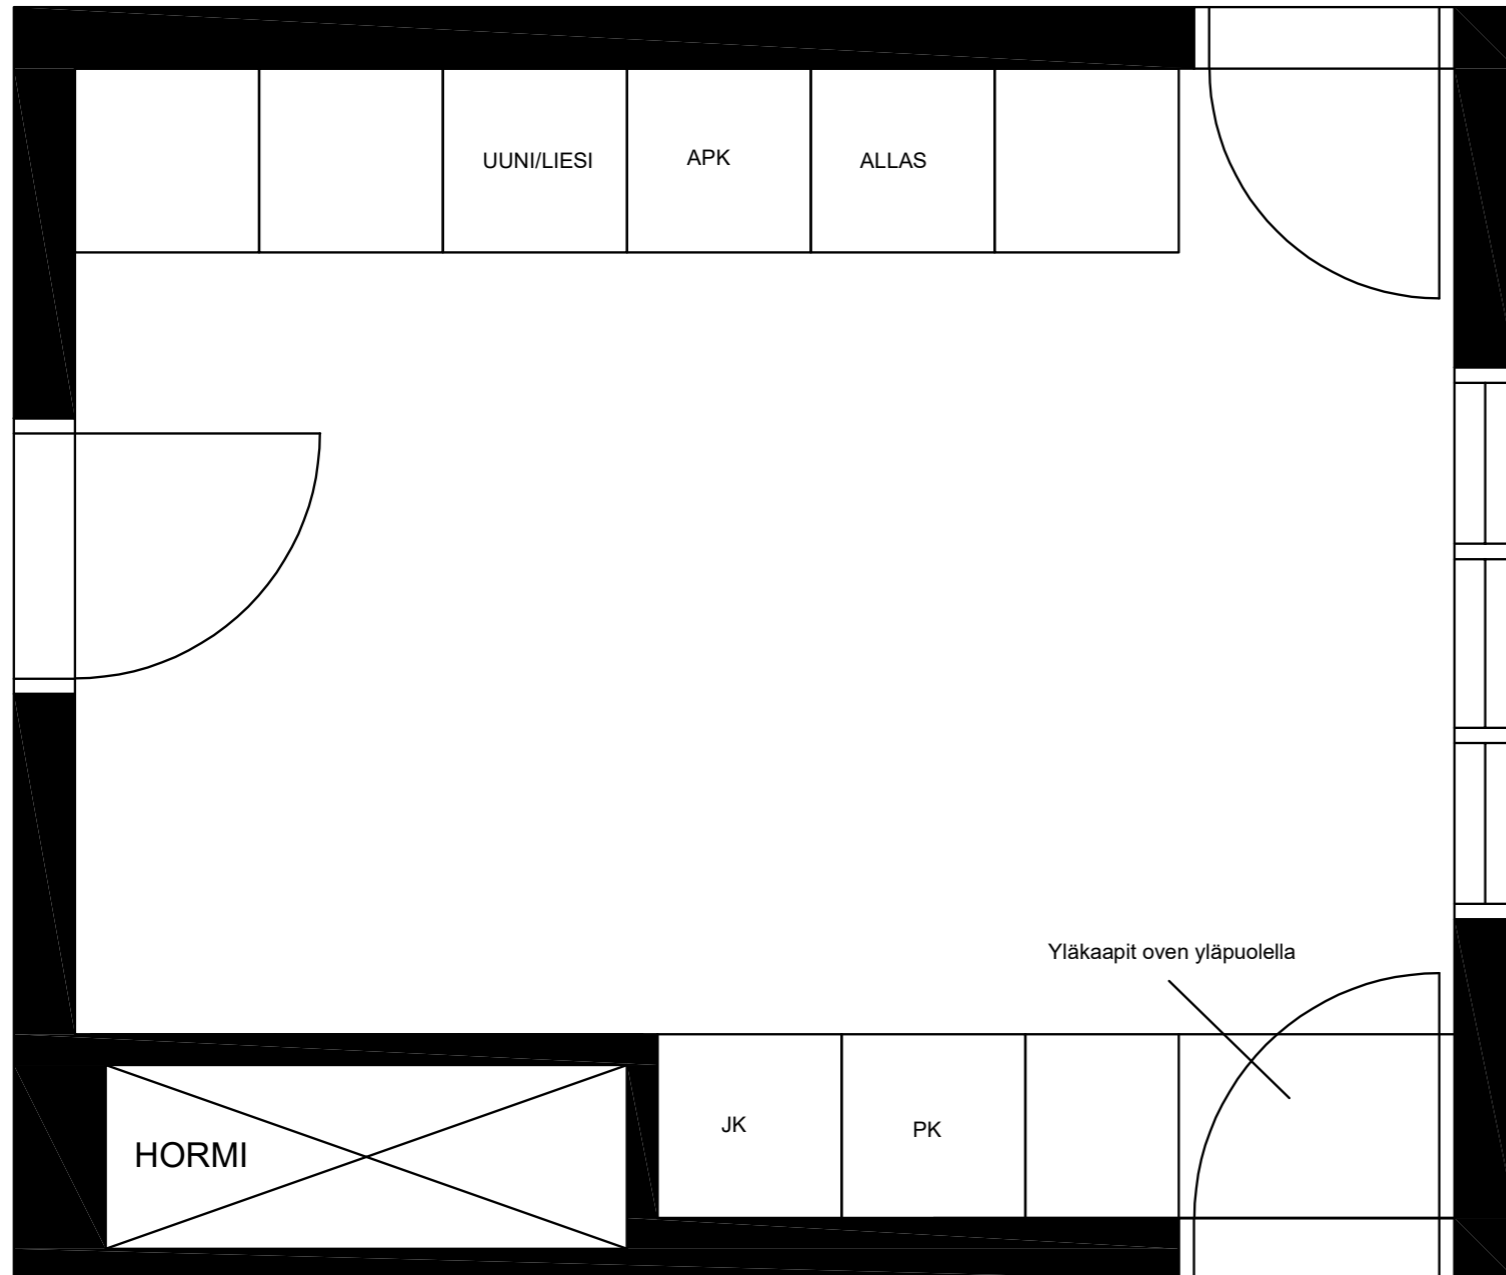 UUNI/LIESI
APK
ALLAS
Yläkaapit oven yläpuolella
JK
PK
HORMI